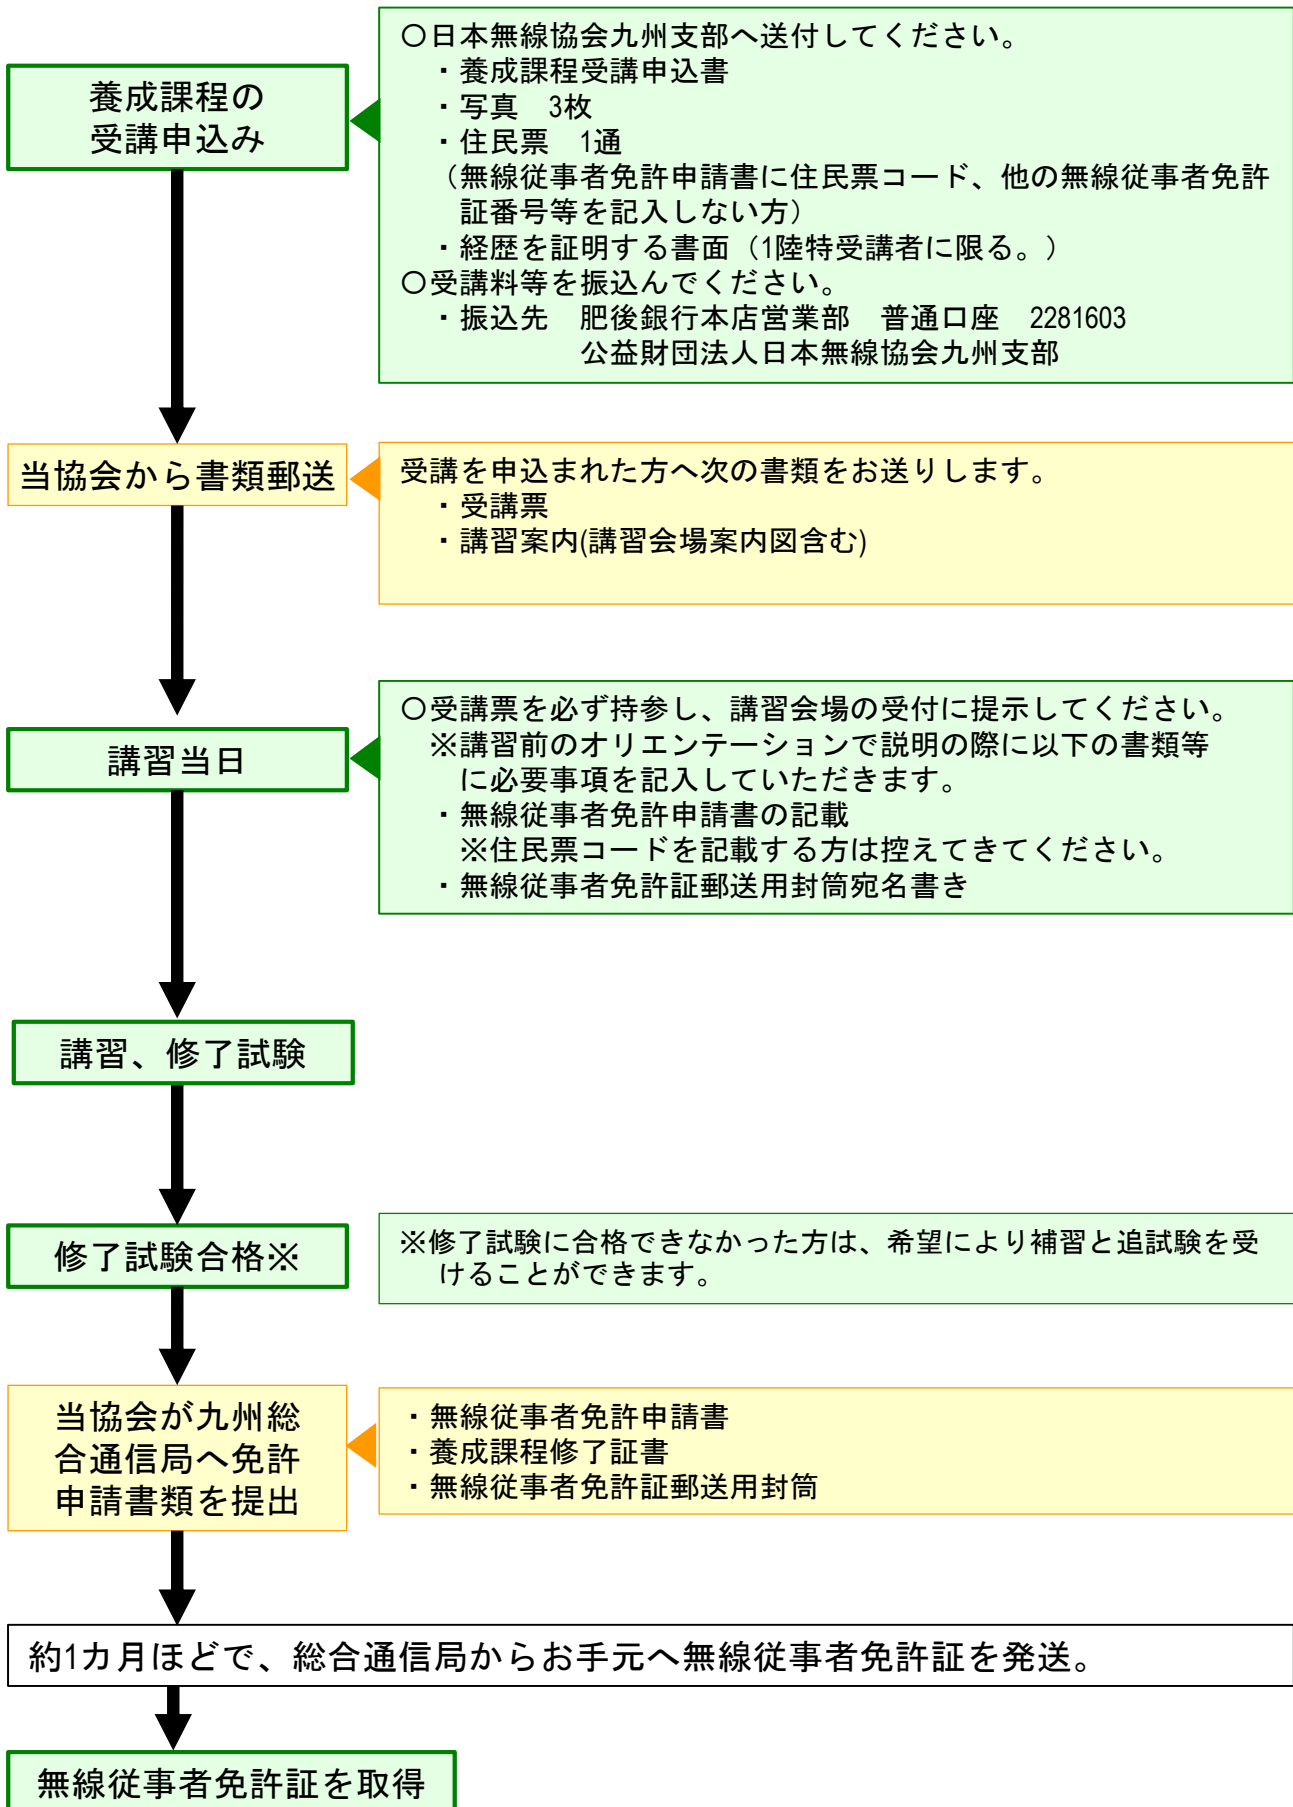 養成課程の
受講申込み
〇日本無線協会九州支部へ送付してください。
・養成課程受講申込書
・写真　3枚
・住民票　1通
（無線従事者免許申請書に住民票コード、他の無線従事者免許
証番号等を記入しない方）
・経歴を証明する書面（1陸特受講者に限る。）
〇受講料等を振込んでください。
・振込先　肥後銀行本店営業部　普通口座　2281603
公益財団法人日本無線協会九州支部
当協会から書類郵送
受講を申込まれた方へ次の書類をお送りします。
・受講票
・講習案内(講習会場案内図含む)
講習当日
〇受講票を必ず持参し、講習会場の受付に提示してください。
※講習前のオリエンテーションで説明の際に以下の書類等
に必要事項を記入していただきます。
・無線従事者免許申請書の記載
※住民票コードを記載する方は控えてきてください。
・無線従事者免許証郵送用封筒宛名書き
講習、修了試験
修了試験合格※
※修了試験に合格できなかった方は、希望により補習と追試験を受
けることができます。
当協会が九州総
合通信局へ免許
申請書類を提出
・無線従事者免許申請書
・養成課程修了証書
・無線従事者免許証郵送用封筒
約1カ月ほどで、総合通信局からお手元へ無線従事者免許証を発送。
無線従事者免許証を取得